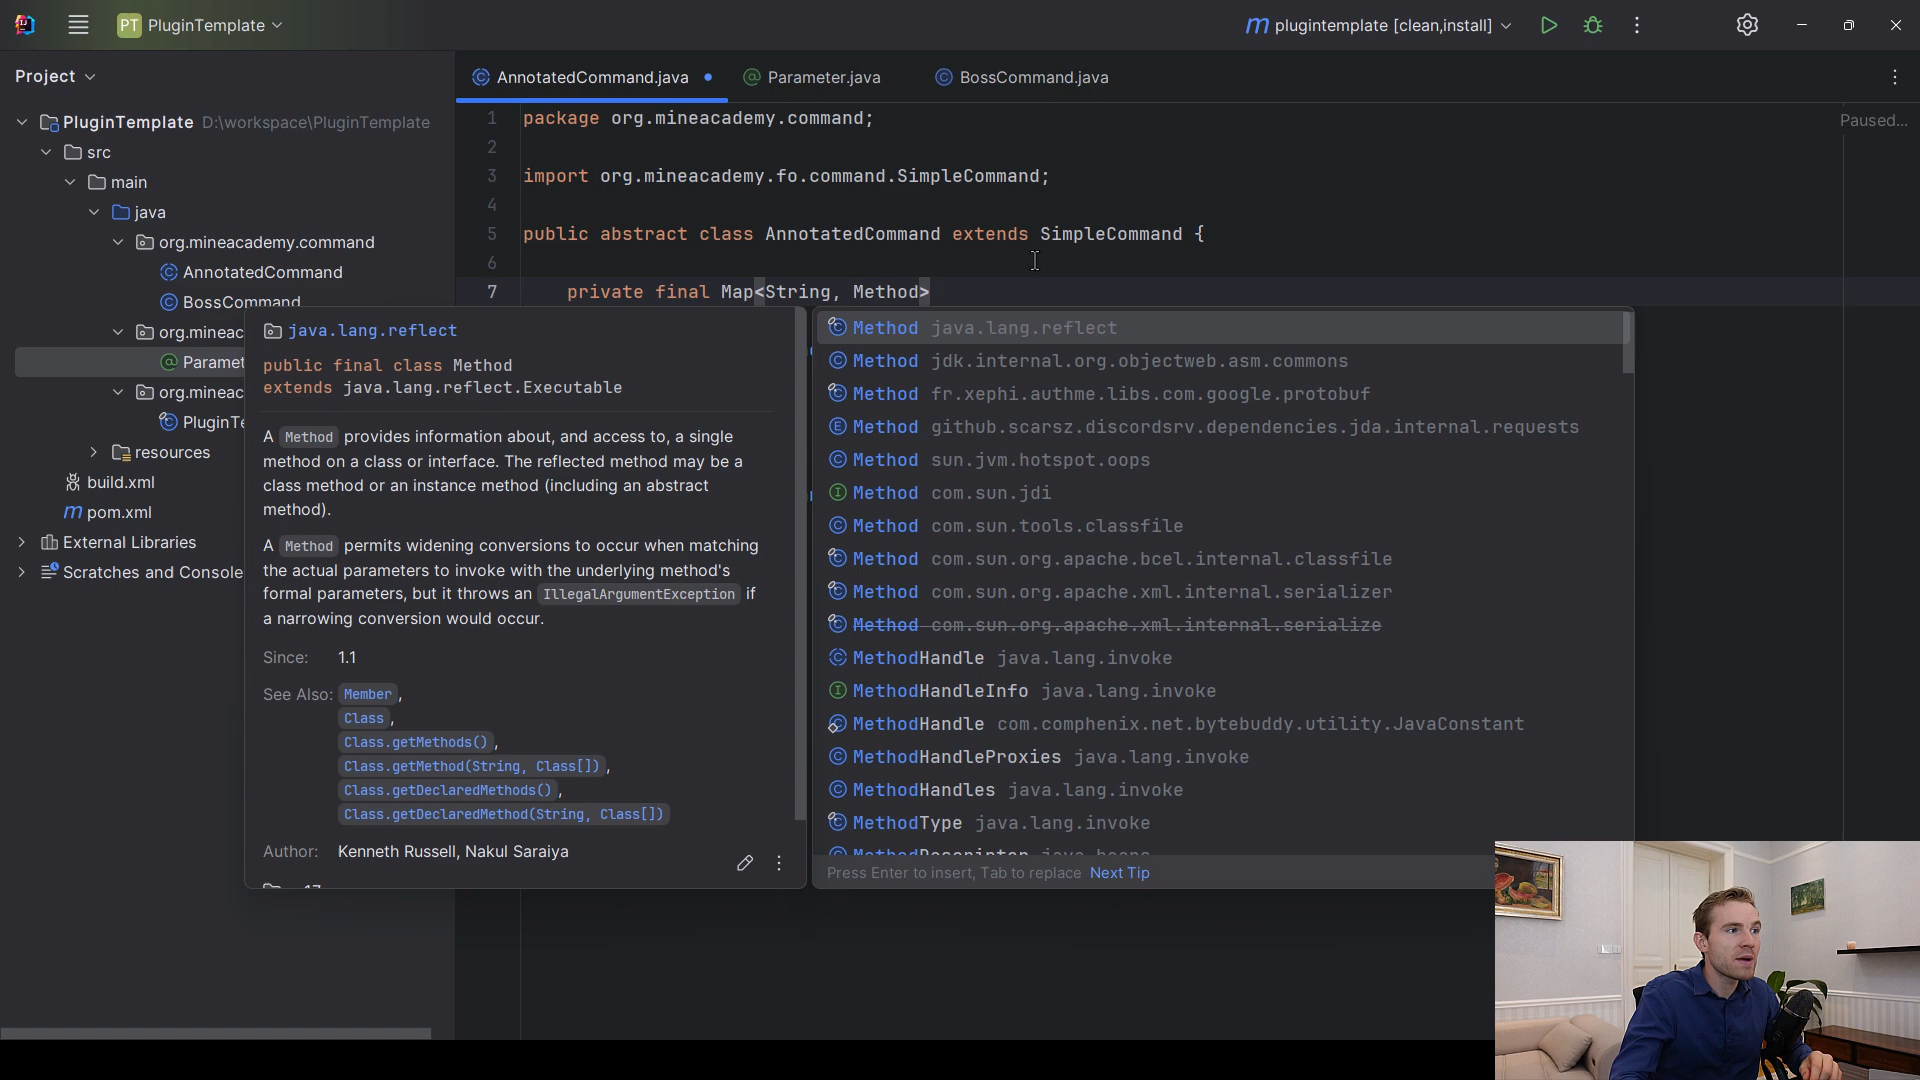 PT PluginTemplate
plugintemplate [clean,install]
Project
AnnotatedCommand.java
Parameter.java
BossCommand.java
PluginTemplate D:\workspace\PluginTemplate
src
main
java
org.mineacademy.command
AnnotatedCommand
BossCommand
org.mineac
Paramet
org.mineac
PluginTe
resources
build.xml
pom.xml
External Libraries
Scratches and Console
1 package org.mineacademy.command;
Paused...
2
3 import org.mineacademy.fo.command.SimpleCommand;
4
5 public abstract class AnnotatedCommand extends SimpleCommand {
6
7 private final Map<String, Method>
java.lang.reflect
public final class Method
extends java.lang.reflect.Executable
A Method provides information about, and access to, a single
method on a class or interface. The reflected method may be a
class method or an instance method (including an abstract
method).
A Method permits widening conversions to occur when matching
the actual parameters to invoke with the underlying method's
formal parameters, but it throws an IllegalArgumentException if
a narrowing conversion would occur.
Since: 1.1
See Also: Member,
Class,
Class.getMethods(),
Class.getMethod(String, Class[]),
Class.getDeclaredMethods(),
Class.getDeclaredMethod(String, Class[])
Author: Kenneth Russell, Nakul Saraiya
Method java.lang.reflect
Method jdk.internal.org.objectweb.asm.commons
Method fr.xephi.authme.libs.com.google.protobuf
Method github.scarsz.discordsrv.dependencies.jda.internal.requests
Method sun.jvm.hotspot.oops
Method com.sun.jdi
Method com.sun.tools.classfile
Method com.sun.org.apache.bcel.internal.classfile
Method com.sun.org.apache.xml.internal.serializer
Method com.sun.org.apache.xml.internal.serialize
MethodHandle java.lang.invoke
MethodHandleInfo java.lang.invoke
MethodHandle com.comphenix.net.bytebuddy.utility.JavaConstant
MethodHandleProxies java.lang.invoke
MethodHandles java.lang.invoke
MethodType java.lang.invoke
Press Enter to insert, Tab to replace Next Tip